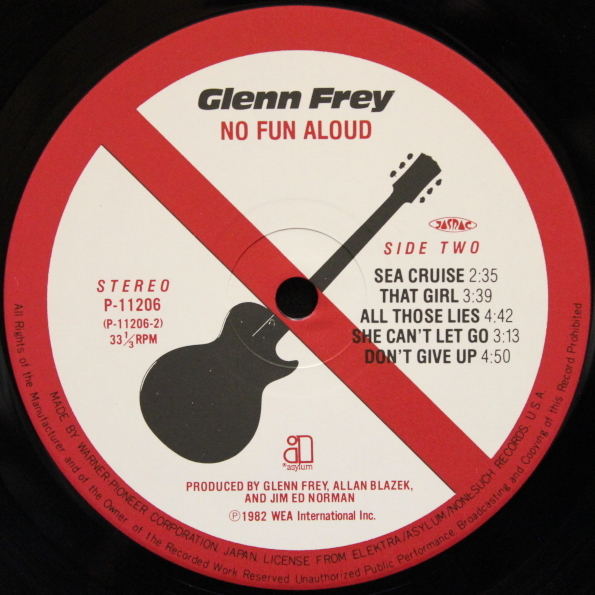 Glenn Frey
NO FUN ALOUD
JASRAC
SIDE TWO
SEA CRUISE 2:35
THAT GIRL 3:39
ALL THOSE LIES 4:42
SHE CAN'T LET GO 3:13
DON'T GIVE UP 4:50
STEREO
P-11206
(P-11206-2)
33 1/3 RPM
asylum
PRODUCED BY GLENN FREY, ALLAN BLAZEK,
AND JIM ED NORMAN
Ⓟ1982 WEA International Inc.
MADE BY WARNER-PIONEER CORPORATION, JAPAN, LICENSE FROM ELEKTRA/ASYLUM/NONESUCH RECORDS, U.S.A.
All Rights of the Manufacturer and of the Owner of the Recorded Work Reserved Unauthorized Public Performance, Broadcasting and Copying of this Record Prohibited